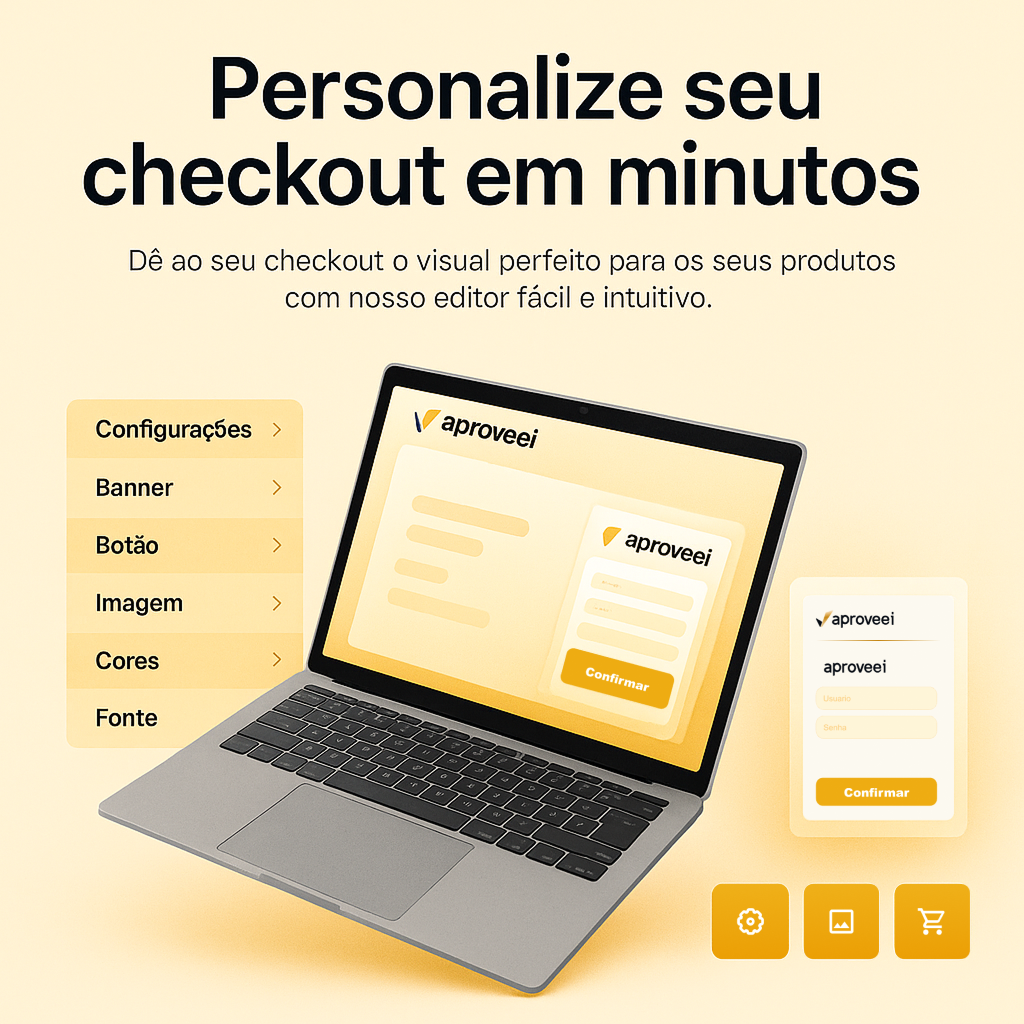 Personalize seu
checkout em minutos
Dê ao seu checkout o visual perfeito para os seus produtos
com nosso editor fácil e intuitivo.
Configurações
Banner
Botão
Imagem
Cores
Fonte
aproveei
aproveei
Confirmar
aproveei
aproveei
Usuario
Senha
Confirmar